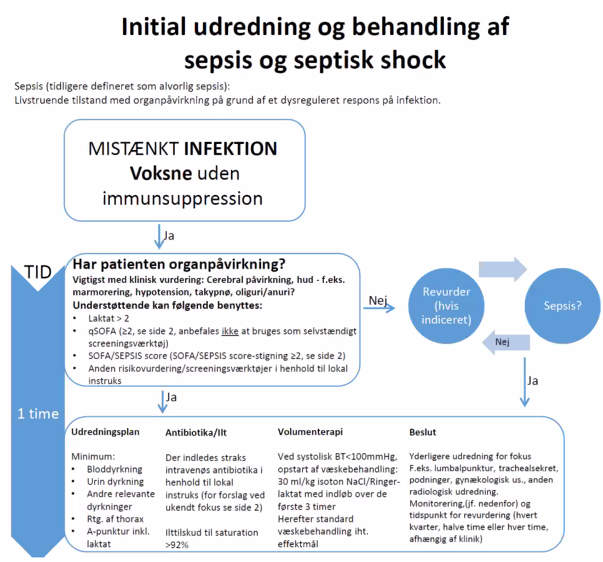 Initial udredning og behandling af
sepsis og septisk shock
Sepsis (tidligere defineret som alvorlig sepsis):
Livstruende tilstand med organpåvirkning på grund af et dysreguleret respons på infektion.
MISTÆNKT INFEKTION
Voksne uden
immunsuppression
Ja
TID
Har patienten organpåvirkning?
Vigtigst med klinisk vurdering: Cerebral påvirkning, hud - f.eks.
marmorering, hypotension, takypnø, oliguri/anuri?
Understøttende kan følgende benyttes:
• Laktat > 2
• qSOFA (≥2, se side 2, anbefales ikke at bruges som selvstændigt
screeningsværktøj)
• SOFA/SEPSIS score (SOFA/SEPSIS score-stigning ≥2, se side 2)
• Anden risikovurdering/screeningsværktøjer i henhold til lokal
instruks
Nej
Revurder
(hvis
indiceret)
Sepsis?
Nej
Ja
Ja
1 time
Udredningsplan
Minimum:
• Bloddyrkning
• Urin dyrkning
• Andre relevante
dyrkninger
• Rtg. af thorax
• A-punktur inkl.
laktat
Antibiotika/Ilt
Der indledes straks
intravenøs antibiotika i
henhold til lokal
instruks (for forslag ved
ukendt fokus se side 2)
Ilttilskud til saturation
>92%
Volumenterapi
Ved systolisk BT<100mmHg,
opstart af væskebehandling:
30 ml/kg isoton NaCl/Ringer-
laktat med indløb over de
første 3 timer
Herefter standard
væskebehandling iht.
effektmål
Beslut
Yderligere udredning for fokus
F.eks. lumbalpunktur, trachealsekret,
podninger, gynækologisk us., anden
radiologisk udredning.
Monitorering,(jf. nedenfor) og
tidspunkt for revurdering (hvert
kvarter, halve time eller hver time,
afhængig af klinik)